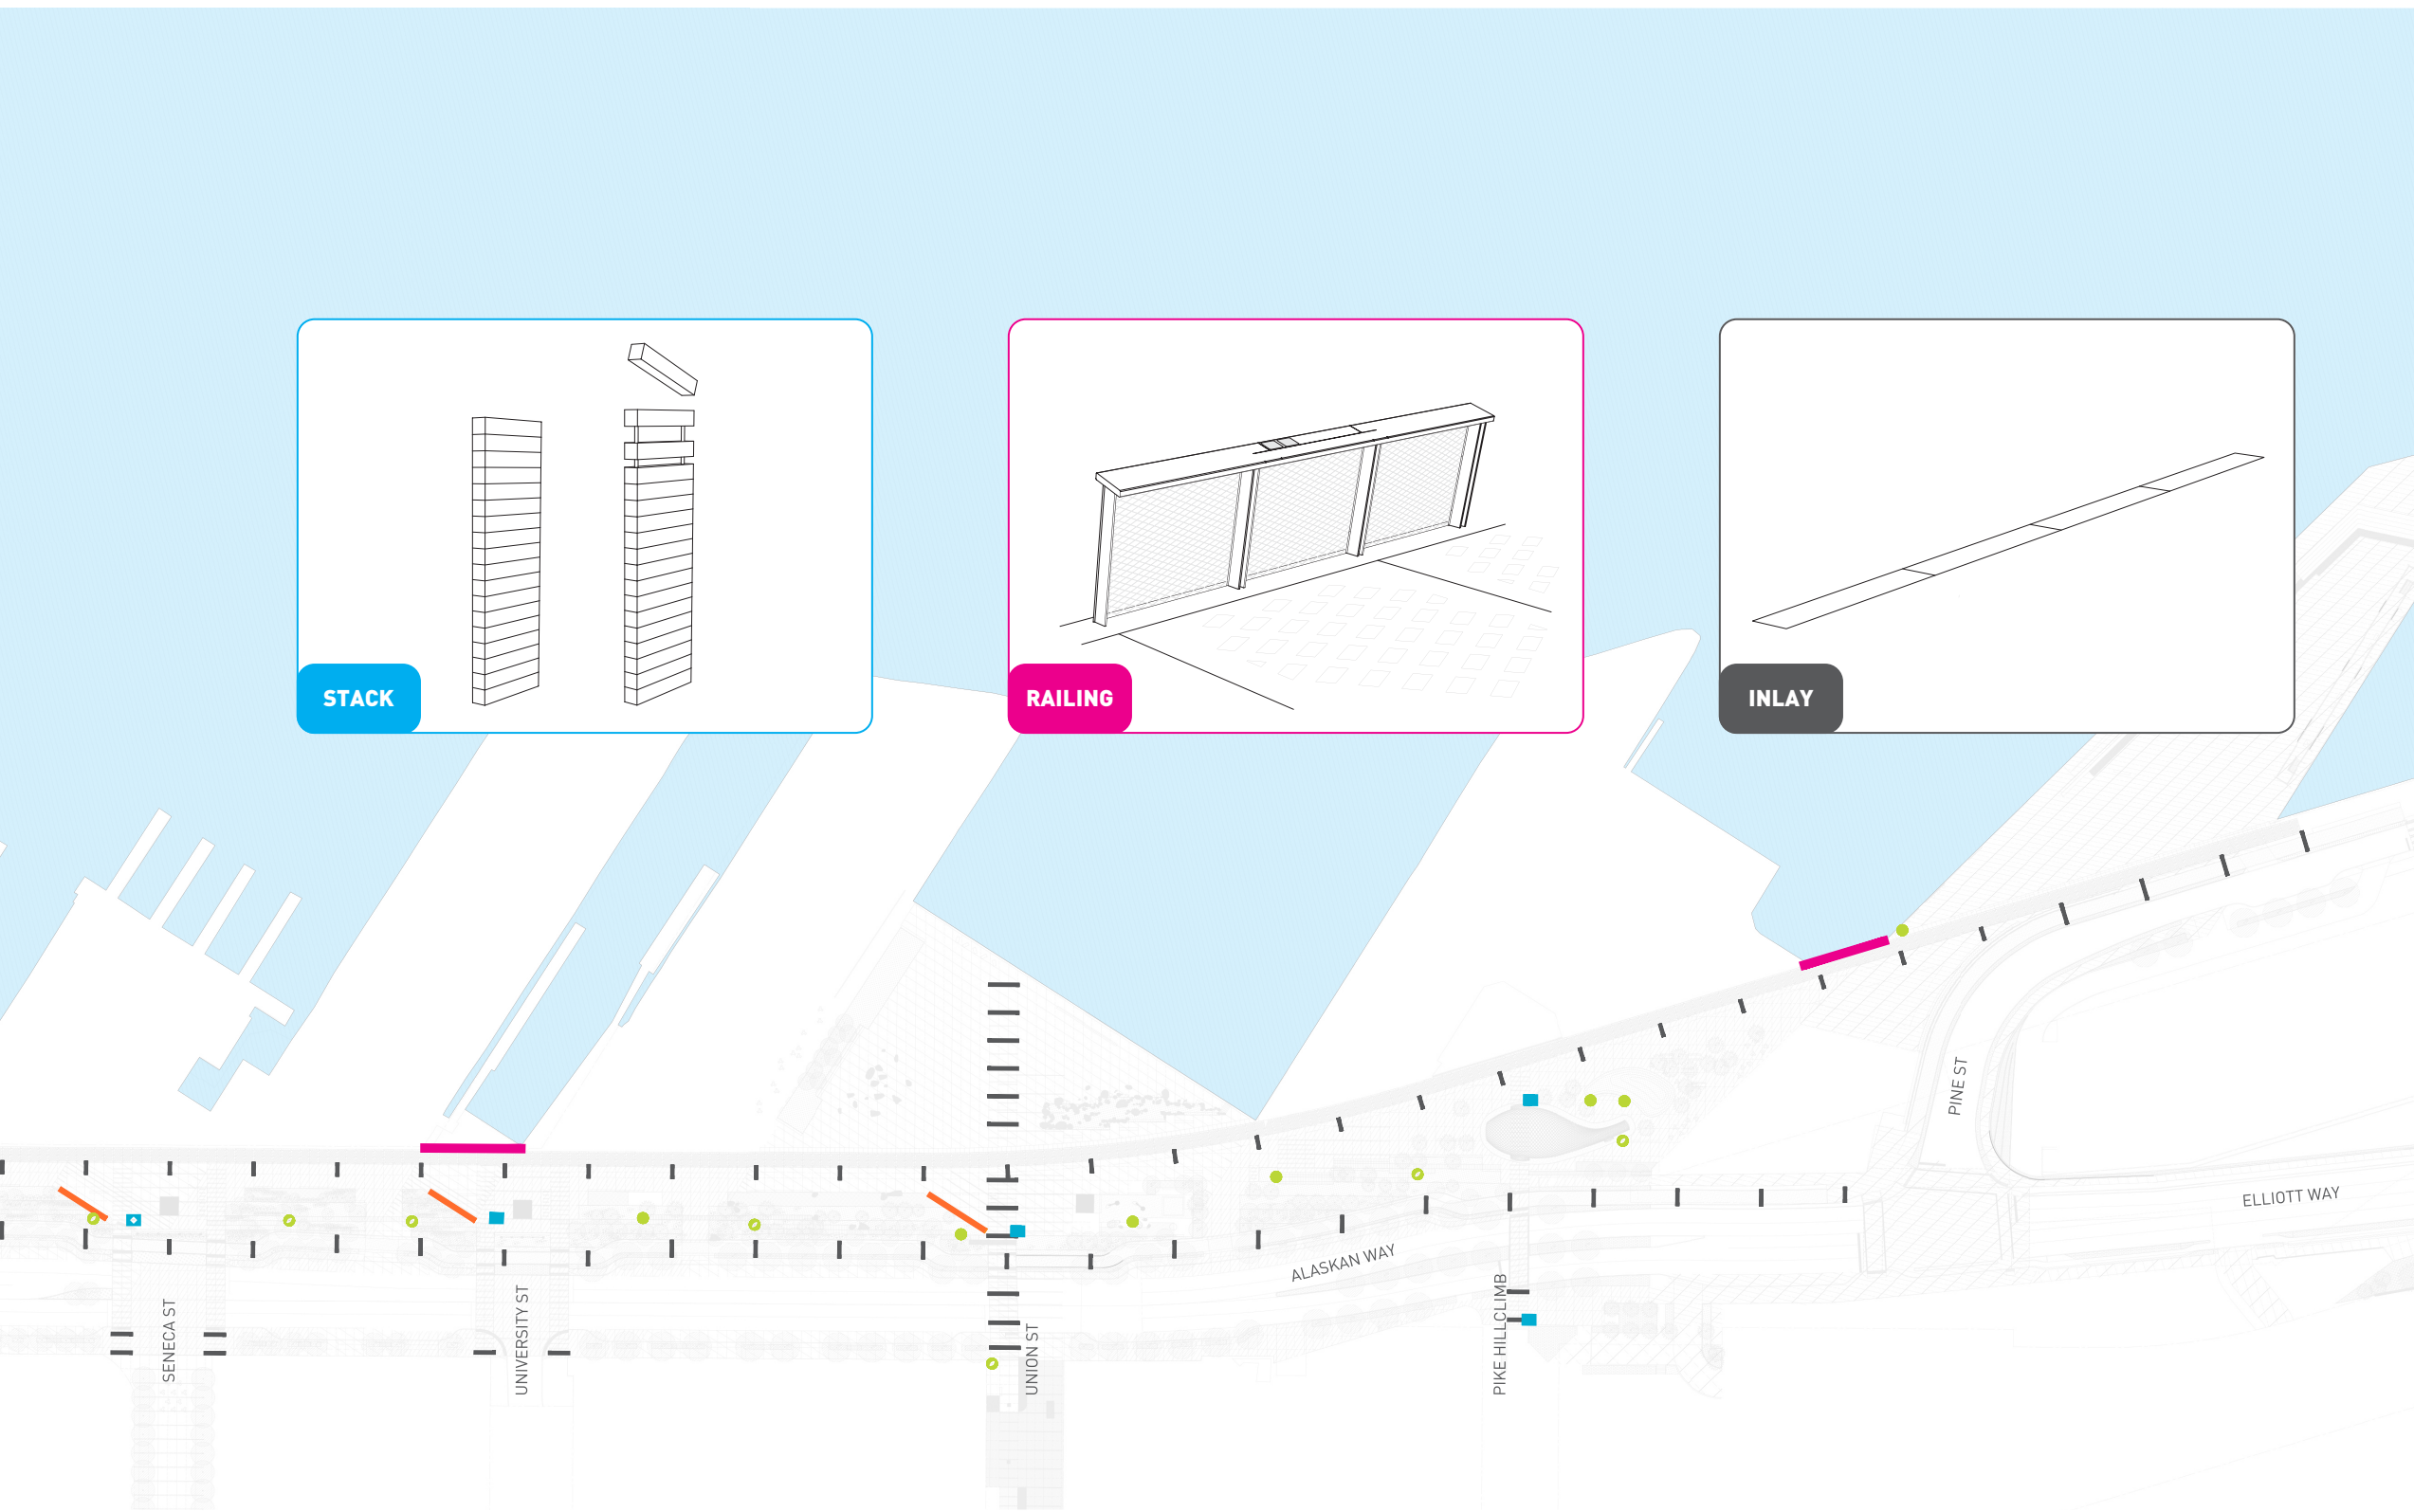 STACK
RAILING
INLAY
SENECA ST
UNIVERSITY ST
UNION ST
ALASKAN WAY
PIKE HILLCLIMB
PINE ST
ELLIOTT WAY